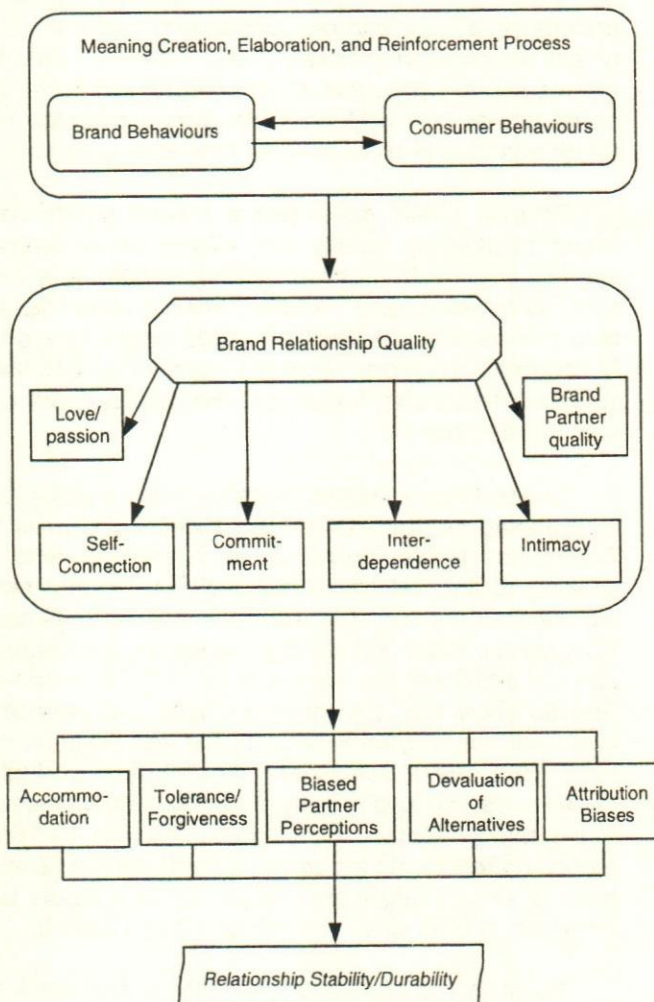 Meaning Creation, Elaboration, and Reinforcement Process
Brand Behaviours
Consumer Behaviours
Brand Relationship Quality
Love/
passion
Brand
Partner
quality
Self-
Connection
Commit-
ment
Inter-
dependence
Intimacy
Accommo-
dation
Tolerance/
Forgiveness
Biased
Partner
Perceptions
Devaluation
of
Alternatives
Attribution
Biases
Relationship Stability/Durability